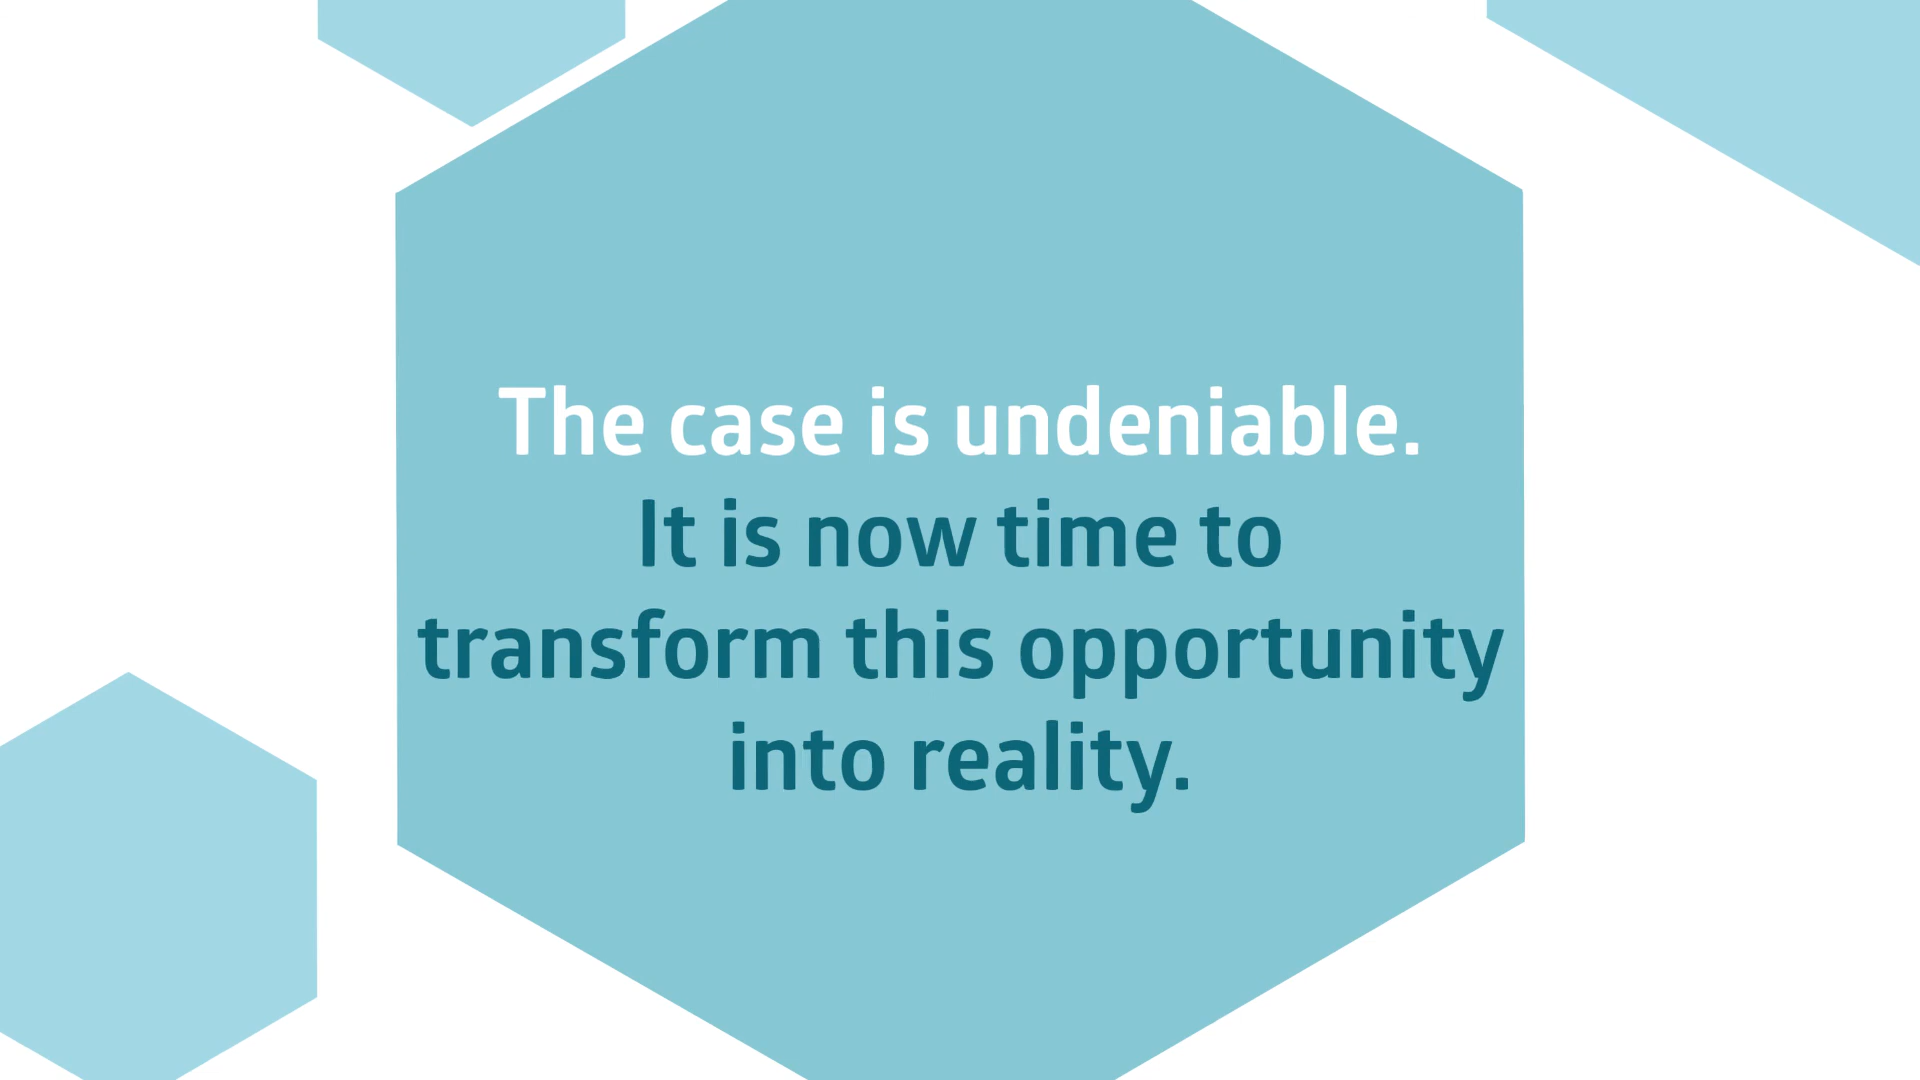 The case is undeniable.
It is now time to
transform this opportunity
into reality.